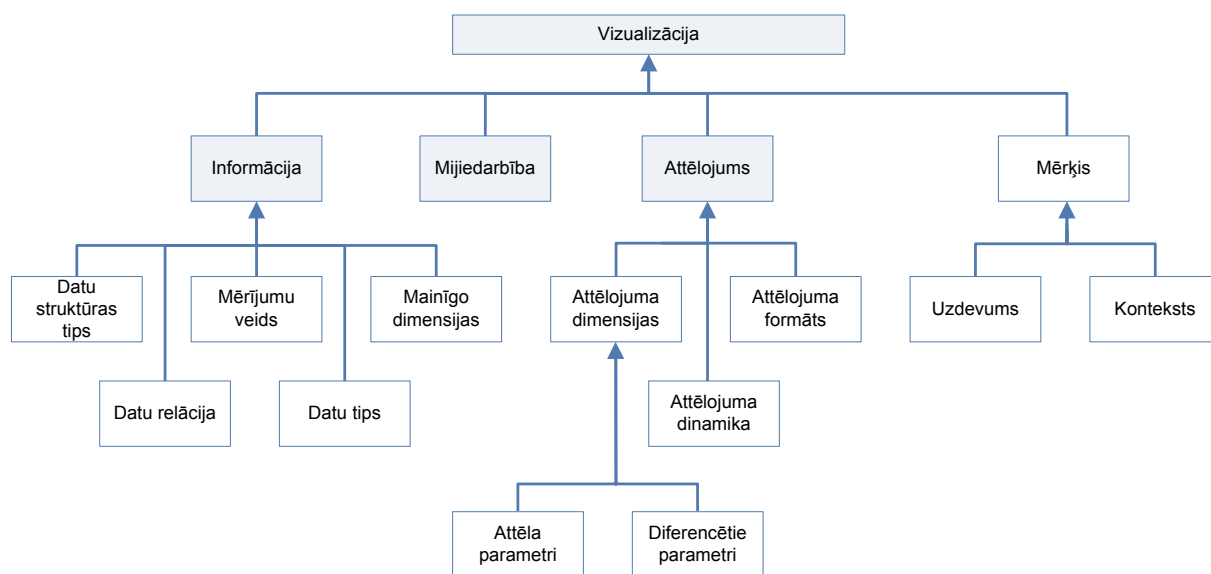 Vizualizācija
Informācija
Mijiedarbība
Attēlojums
Mērķis
Datu
struktūras
tips
Mērījumu
veids
Mainīgo
dimensijas
Attēlojuma
dimensijas
Attēlojuma
formāts
Uzdevums
Konteksts
Datu relācija
Datu tips
Attēlojuma
dinamika
Attēla
parametri
Diferencētie
parametri